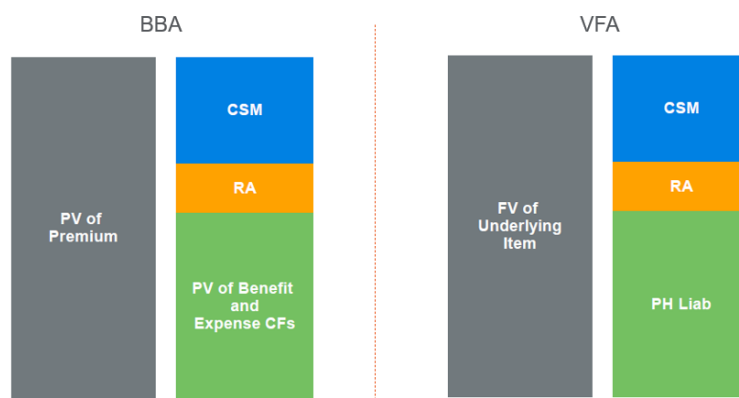 BBA
VFA
PV of
Premium
CSM
RA
PV of Benefit
and
Expense CFs
FV of
Underlying
Item
CSM
RA
PH Liab